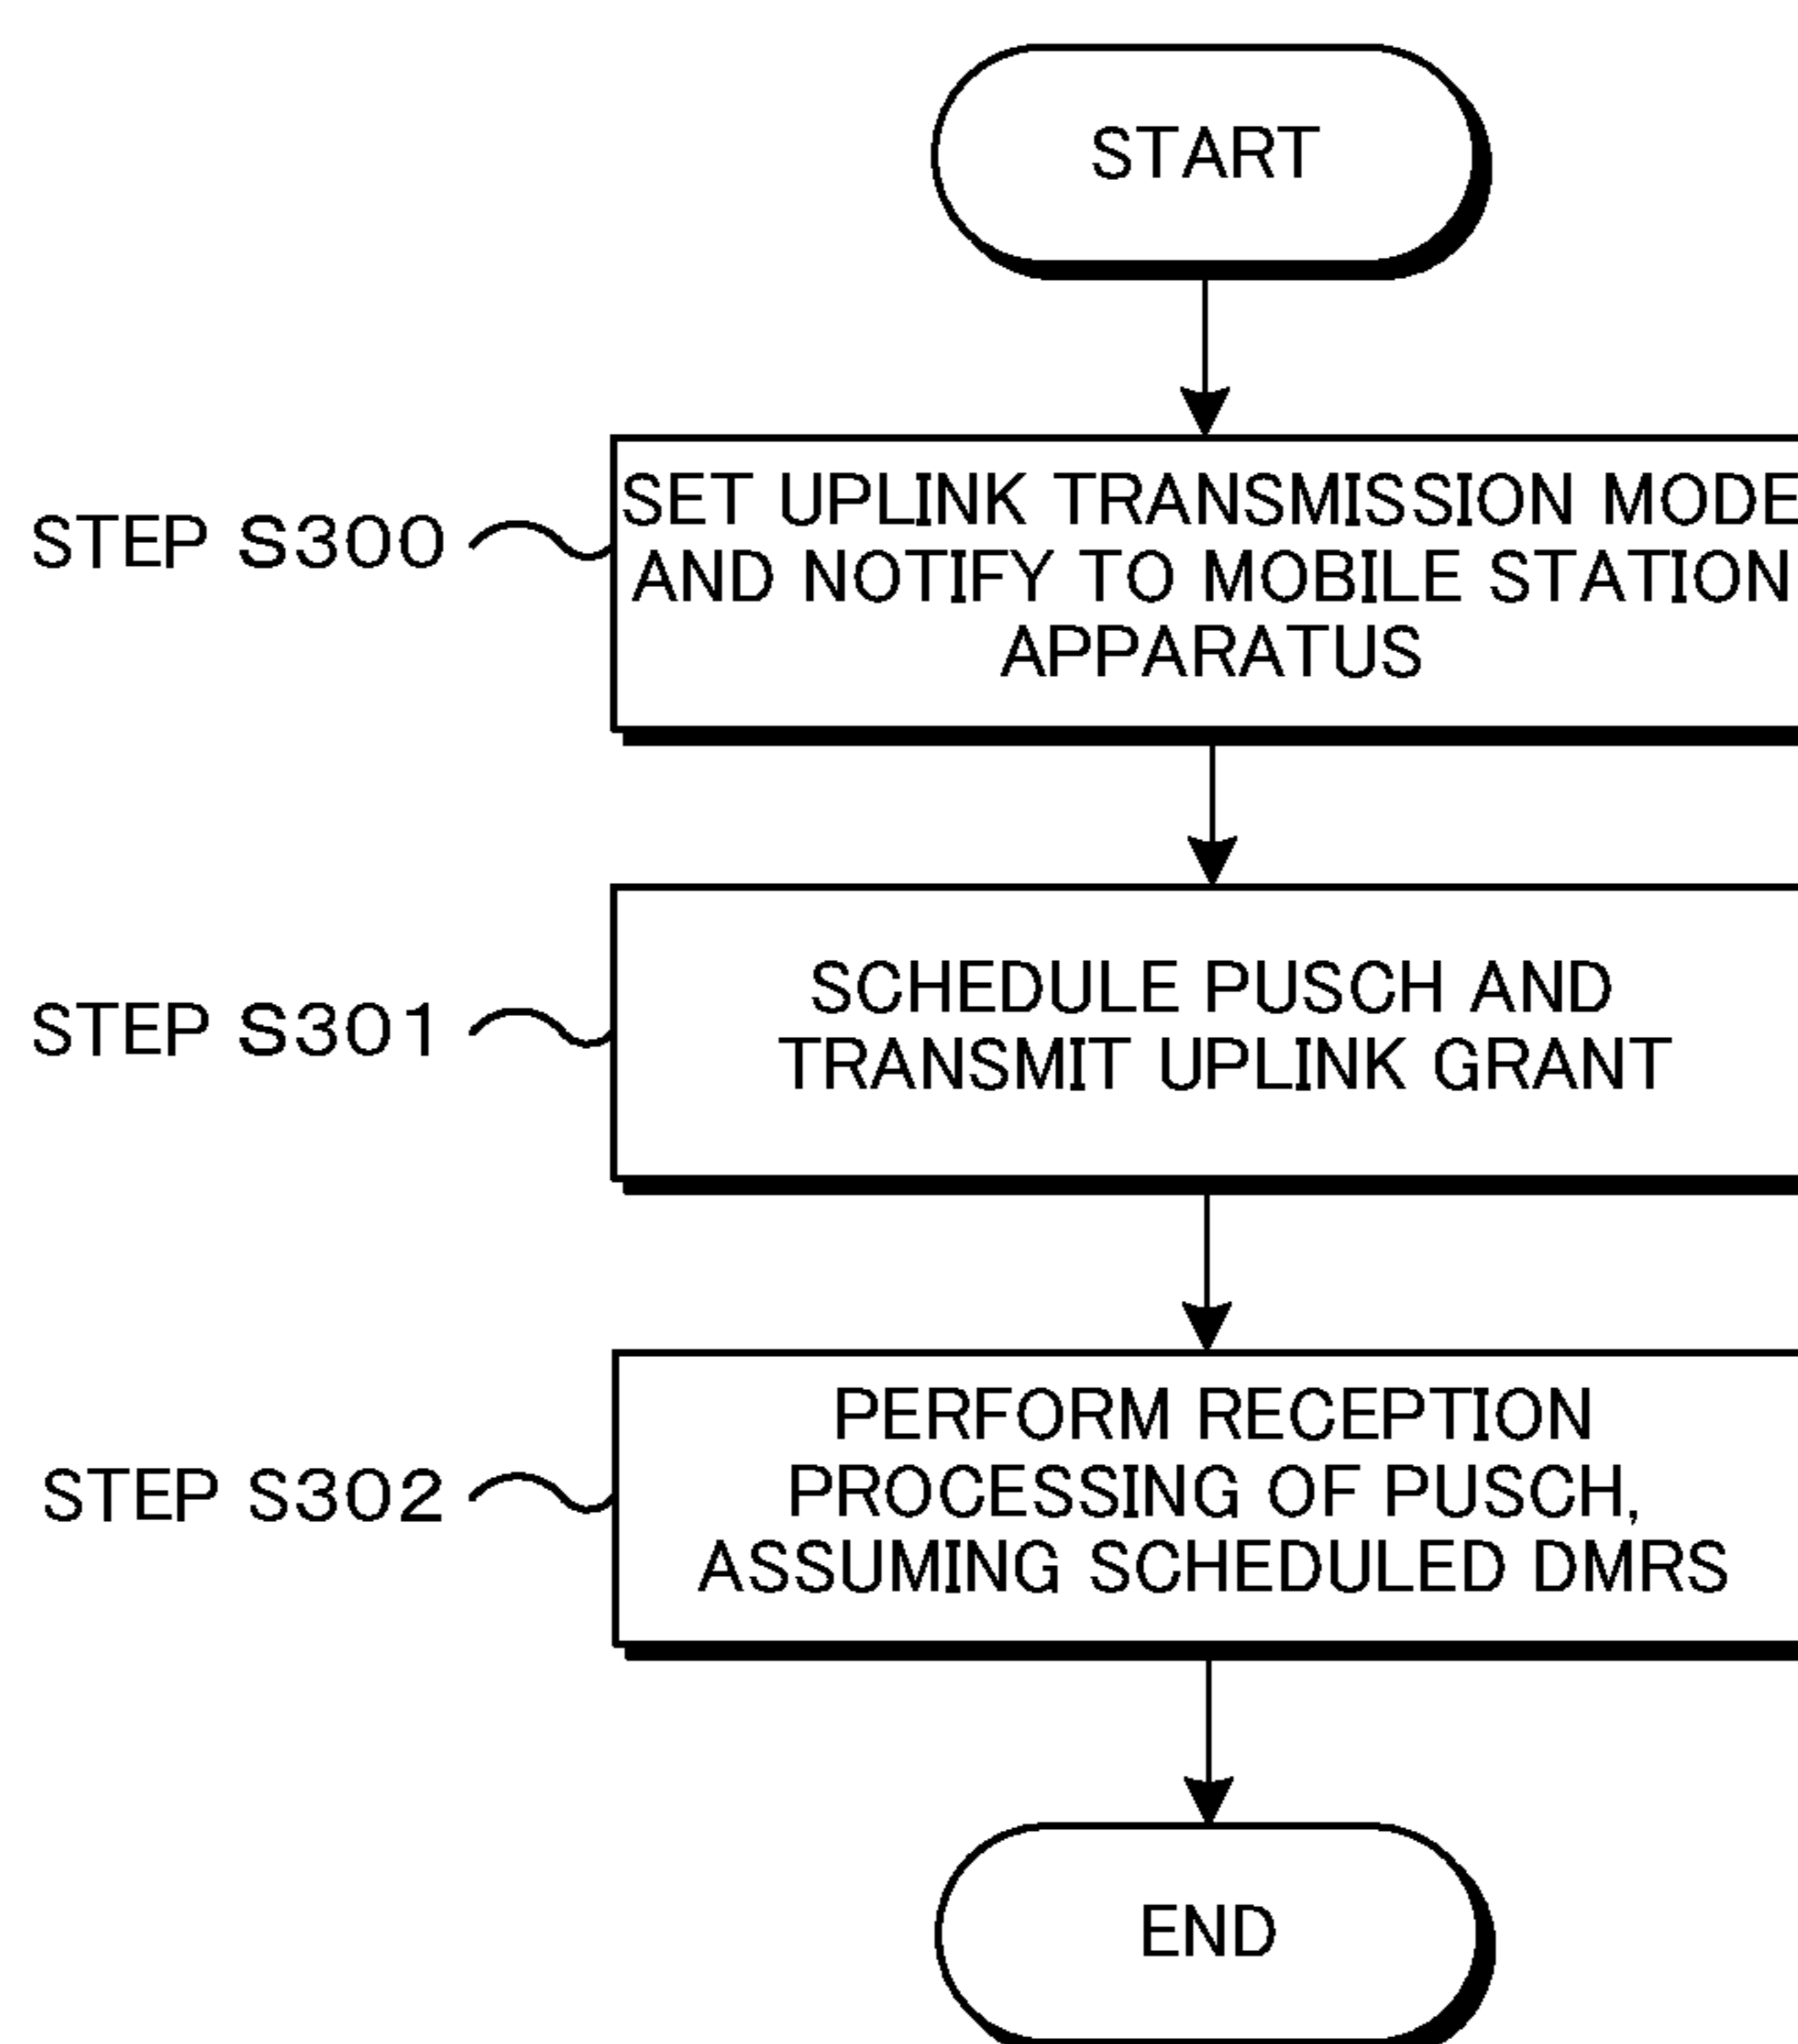 START
STEP S300
SET UPLINK TRANSMISSION MODE
AND NOTIFY TO MOBILE STATION
APPARATUS
STEP S301
SCHEDULE PUSCH AND
TRANSMIT UPLINK GRANT
STEP S302
PERFORM RECEPTION
PROCESSING OF PUSCH,
ASSUMING SCHEDULED DMRS
END